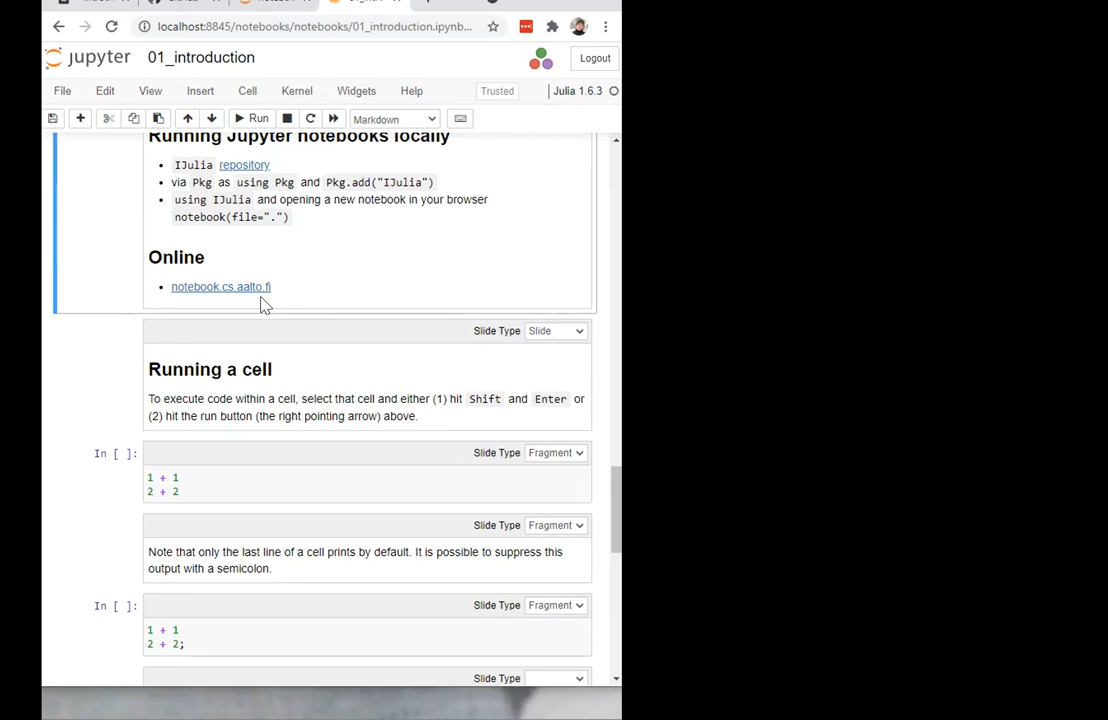 localhost:8845/notebooks/notebooks/01_introduction.ipynb...
jupyter 01_introduction
Logout
File Edit View Insert Cell Kernel Widgets Help
Trusted
Julia 1.6.3
Run
Markdown
Running Jupyter notebooks locally
IJulia repository
via Pkg as using Pkg and Pkg.add("IJulia")
using IJulia and opening a new notebook in your browser
notebook(file=".")
Online
notebook.cs.aalto.fi
Slide Type Slide
Running a cell
To execute code within a cell, select that cell and either (1) hit Shift and Enter or
(2) hit the run button (the right pointing arrow) above.
Slide Type Fragment
In [ ]:
1 + 1
2 + 2
Slide Type Fragment
Note that only the last line of a cell prints by default. It is possible to suppress this
output with a semicolon.
Slide Type Fragment
In [ ]:
1 + 1
2 + 2;
Slide Type